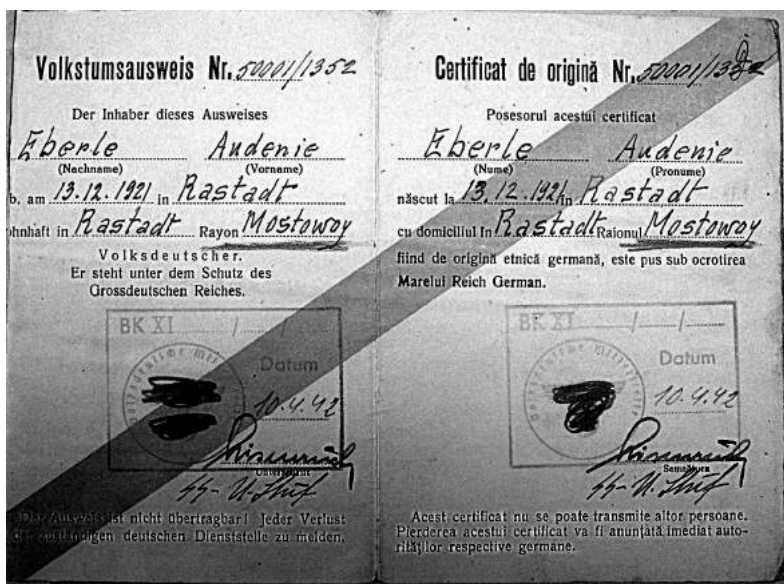 Volkstumsausweis Nr. 50001/1352
Der Inhaber dieses Ausweises
Eberle Audenie
(Nachname) (Vorname)
b. am 13.12.1921 in Rastadt
ohnhaft in Rastadt Rayon Mostowoy
Volksdeutscher.
Er steht unter dem Schutz des
Grossdeutschen Reiches.
BK XI / /
Datum
10.4.42
Unterschrift
SS-U. Stuf
Der Ausweis ist nicht übertragbar! Jeder Verlust
der zuständigen deutschen Dienststelle zu melden.
Certificat de origină Nr. 50001/1352
Posesorul acestui certificat
Eberle Audenie
(Nume) (Pronume)
născut la 13.12.1921 in Rastadt
cu domiciliul în Rastadt Raionul Mostowoy
fiind de origină etnică germană, este pus sub ocrotirea
Marelui Reich German.
BK XI / /
Datum
10.4.42
Semnătura
SS-U. Stuf
Acest certificat nu se poate transmite altor persoane.
Pierderea acestui certificat va fi anunțată imediat auto-
rităților respective germane.